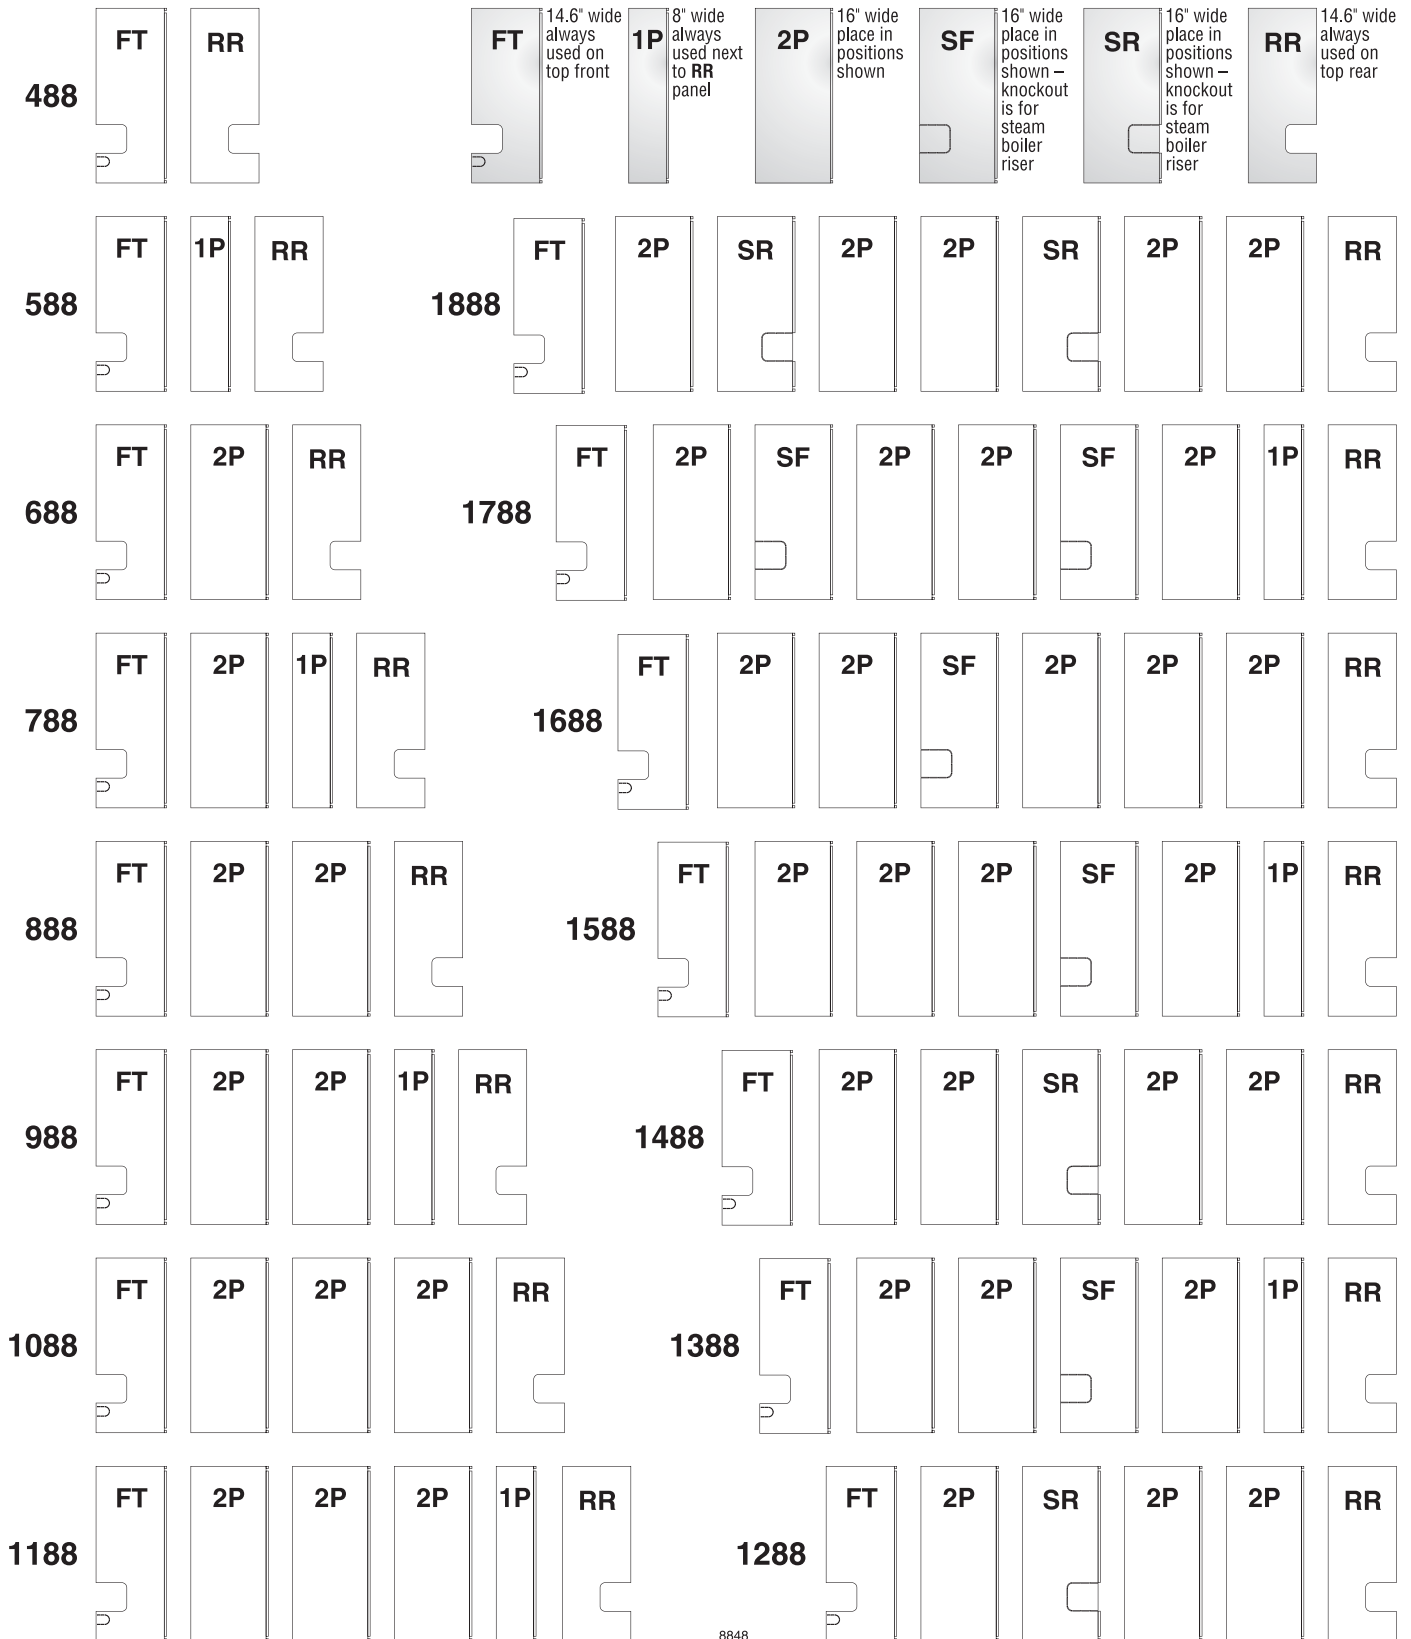 FT RR
488
FT 14.6" wide
always
used on
top front
1P 8" wide
always
used next
to RR
panel
2P 16" wide
place in
positions
shown
SF 16" wide
place in
positions
shown –
knockout
is for
steam
boiler
riser
SR 16" wide
place in
positions
shown –
knockout
is for
steam
boiler
riser
RR 14.6" wide
always
used on
top rear
FT 1P RR
588
FT 2P SR 2P 2P SR 2P 2P RR
1888
FT 2P RR
688
FT 2P SF 2P 2P SF 2P 1P RR
1788
FT 2P 1P RR
788
FT 2P 2P SF 2P 2P 2P RR
1688
FT 2P 2P RR
888
FT 2P 2P 2P SF 2P 1P RR
1588
FT 2P 2P 1P RR
988
FT 2P 2P SR 2P 2P RR
1488
FT 2P 2P 2P RR
1088
FT 2P 2P SF 2P 1P RR
1388
FT 2P 2P 2P 1P RR
1188
FT 2P SR 2P 2P RR
1288
8848